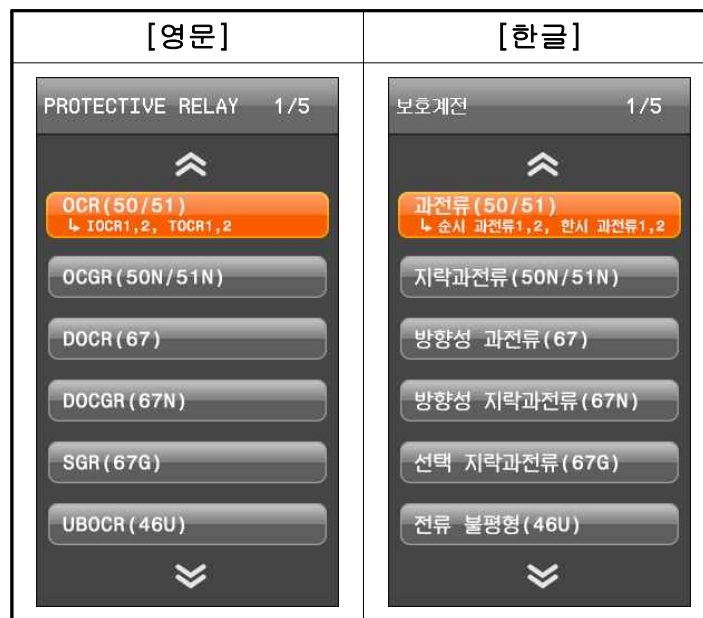 [영문]
[한글]
PROTECTIVE RELAY 1/5
OCR(50/51)
↳ IOCR1,2, TOCR1,2
OCGR(50N/51N)
DOCR(67)
DOCGR(67N)
SGR(67G)
UBOCR(46U)
보호계전 1/5
과전류(50/51)
↳ 순시 과전류1,2, 한시 과전류1,2
지락과전류(50N/51N)
방향성 과전류(67)
방향성 지락과전류(67N)
선택 지락과전류(67G)
전류 불평형(46U)